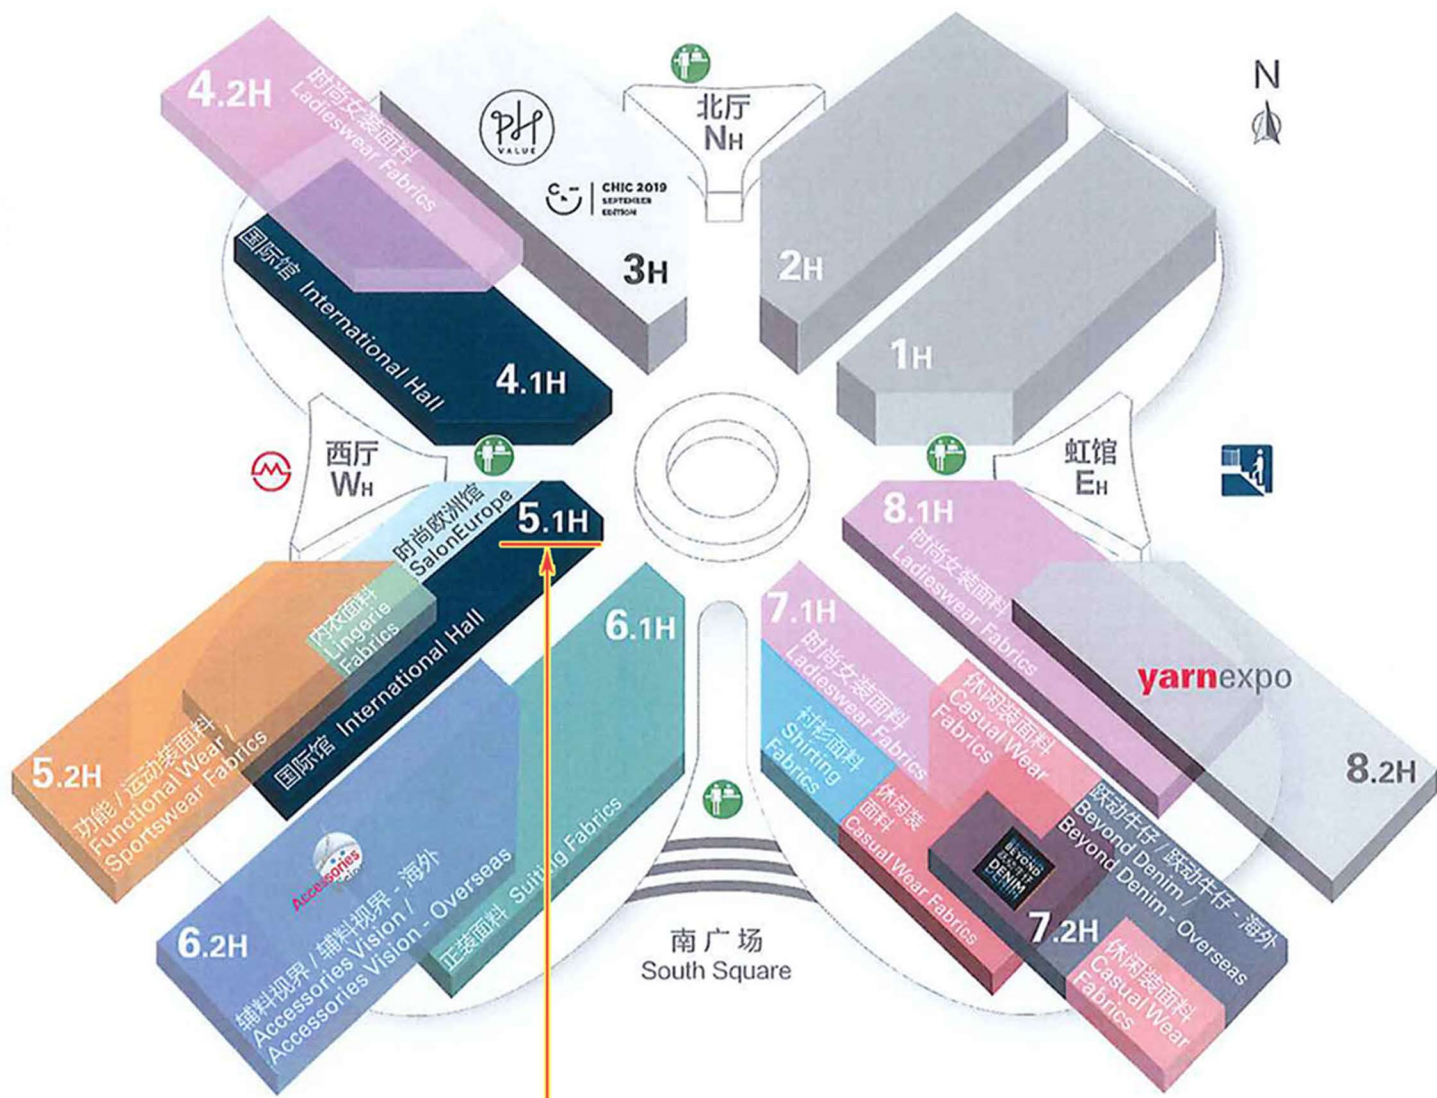 4.2H
时尚女装面料
Ladieswear Fabrics
PH
VALUE
CHIC 2019
SEPTEMBER
EDITION
3H
北厅
NH
N
2H
1H
国际馆 International Hall
4.1H
西厅
WH
虹馆
EH
时尚欧洲馆
SalonEurope
5.1H
内衣面料
Lingerie
Fabrics
国际馆 International Hall
5.2H
功能 / 运动装面料
Functional Wear /
Sportswear Fabrics
6.1H
正装面料 Suiting Fabrics
Accessories
6.2H
辅料视界 / 辅料视界 - 海外
Accessories Vision /
Accessories Vision - Overseas
南广场
South Square
7.1H
时尚女装面料
Ladieswear Fabrics
衬衫面料
Shirting
Fabrics
休闲装面料
Casual Wear
Fabrics
休闲装
面料
Casual Wear Fabrics
BEYOND
DENIM
7.2H
跃动牛仔 / 跃动牛仔 - 海外
Beyond Denim /
Beyond Denim - Overseas
休闲装面料
Casual Wear
Fabrics
8.1H
时尚女装面料
Ladieswear Fabrics
yarnexpo
8.2H